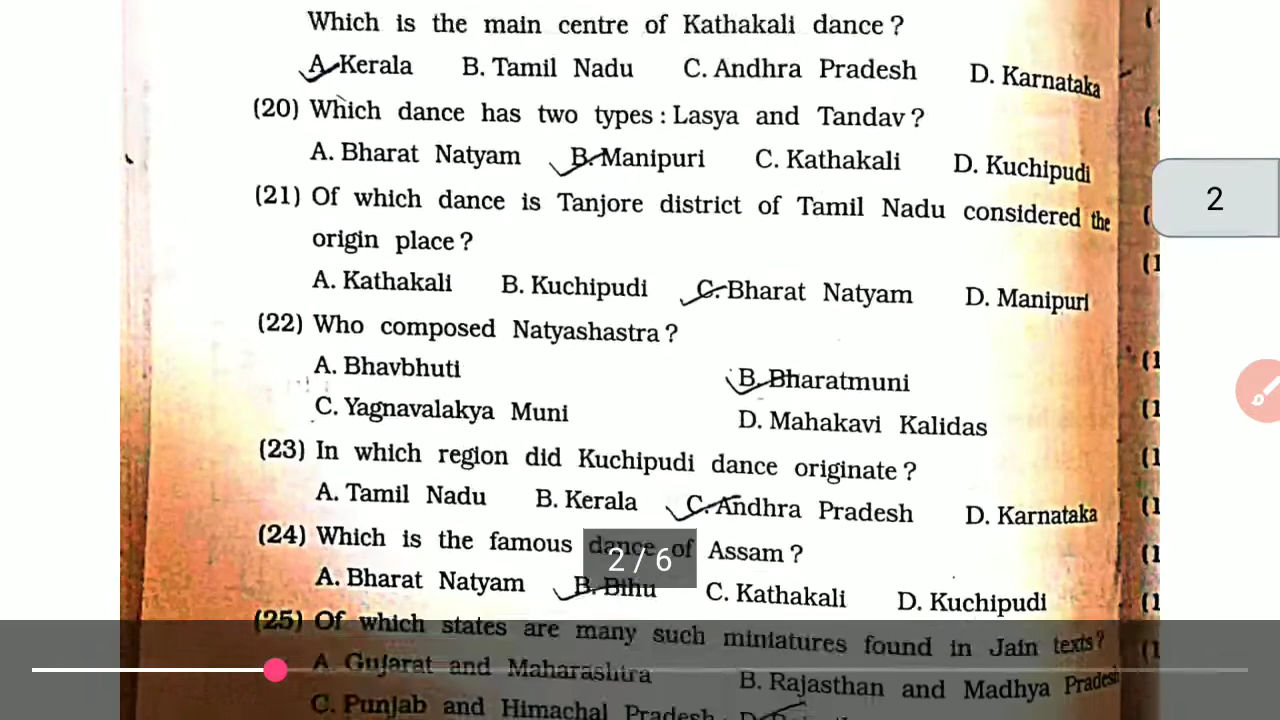 Which is the main centre of Kathakali dance?
A. Kerala B. Tamil Nadu C. Andhra Pradesh D. Karnataka
(20) Which dance has two types : Lasya and Tandav?
A. Bharat Natyam B. Manipuri C. Kathakali D. Kuchipudi
(21) Of which dance is Tanjore district of Tamil Nadu considered the
origin place?
A. Kathakali B. Kuchipudi C. Bharat Natyam D. Manipuri
(22) Who composed Natyashastra?
A. Bhavbhuti B. Bharatmuni
C. Yagnavalakya Muni D. Mahakavi Kalidas
(23) In which region did Kuchipudi dance originate?
A. Tamil Nadu B. Kerala C. Andhra Pradesh D. Karnataka
(24) Which is the famous dance of Assam?
A. Bharat Natyam B. Bihu C. Kathakali D. Kuchipudi
(25) Of which states are many such miniatures found in Jain texts?
A. Gujarat and Maharashtra B. Rajasthan and Madhya Pradesh
C. Punjab and Himachal Pradesh D.
2
2 / 6